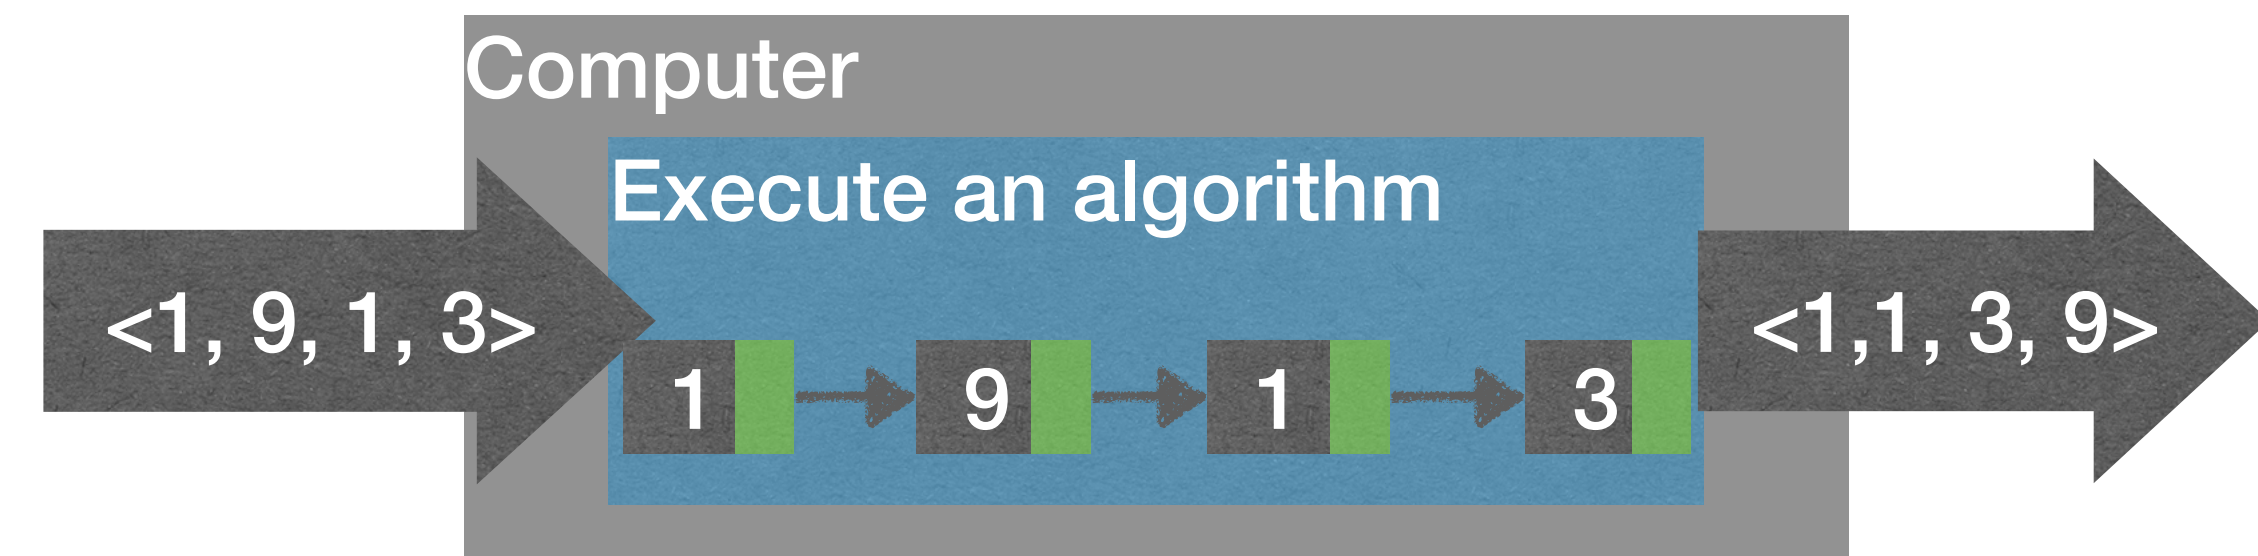 Computer
Execute an algorithm
<1, 9, 1, 3>
<1,1, 3, 9>
1 9 1 3